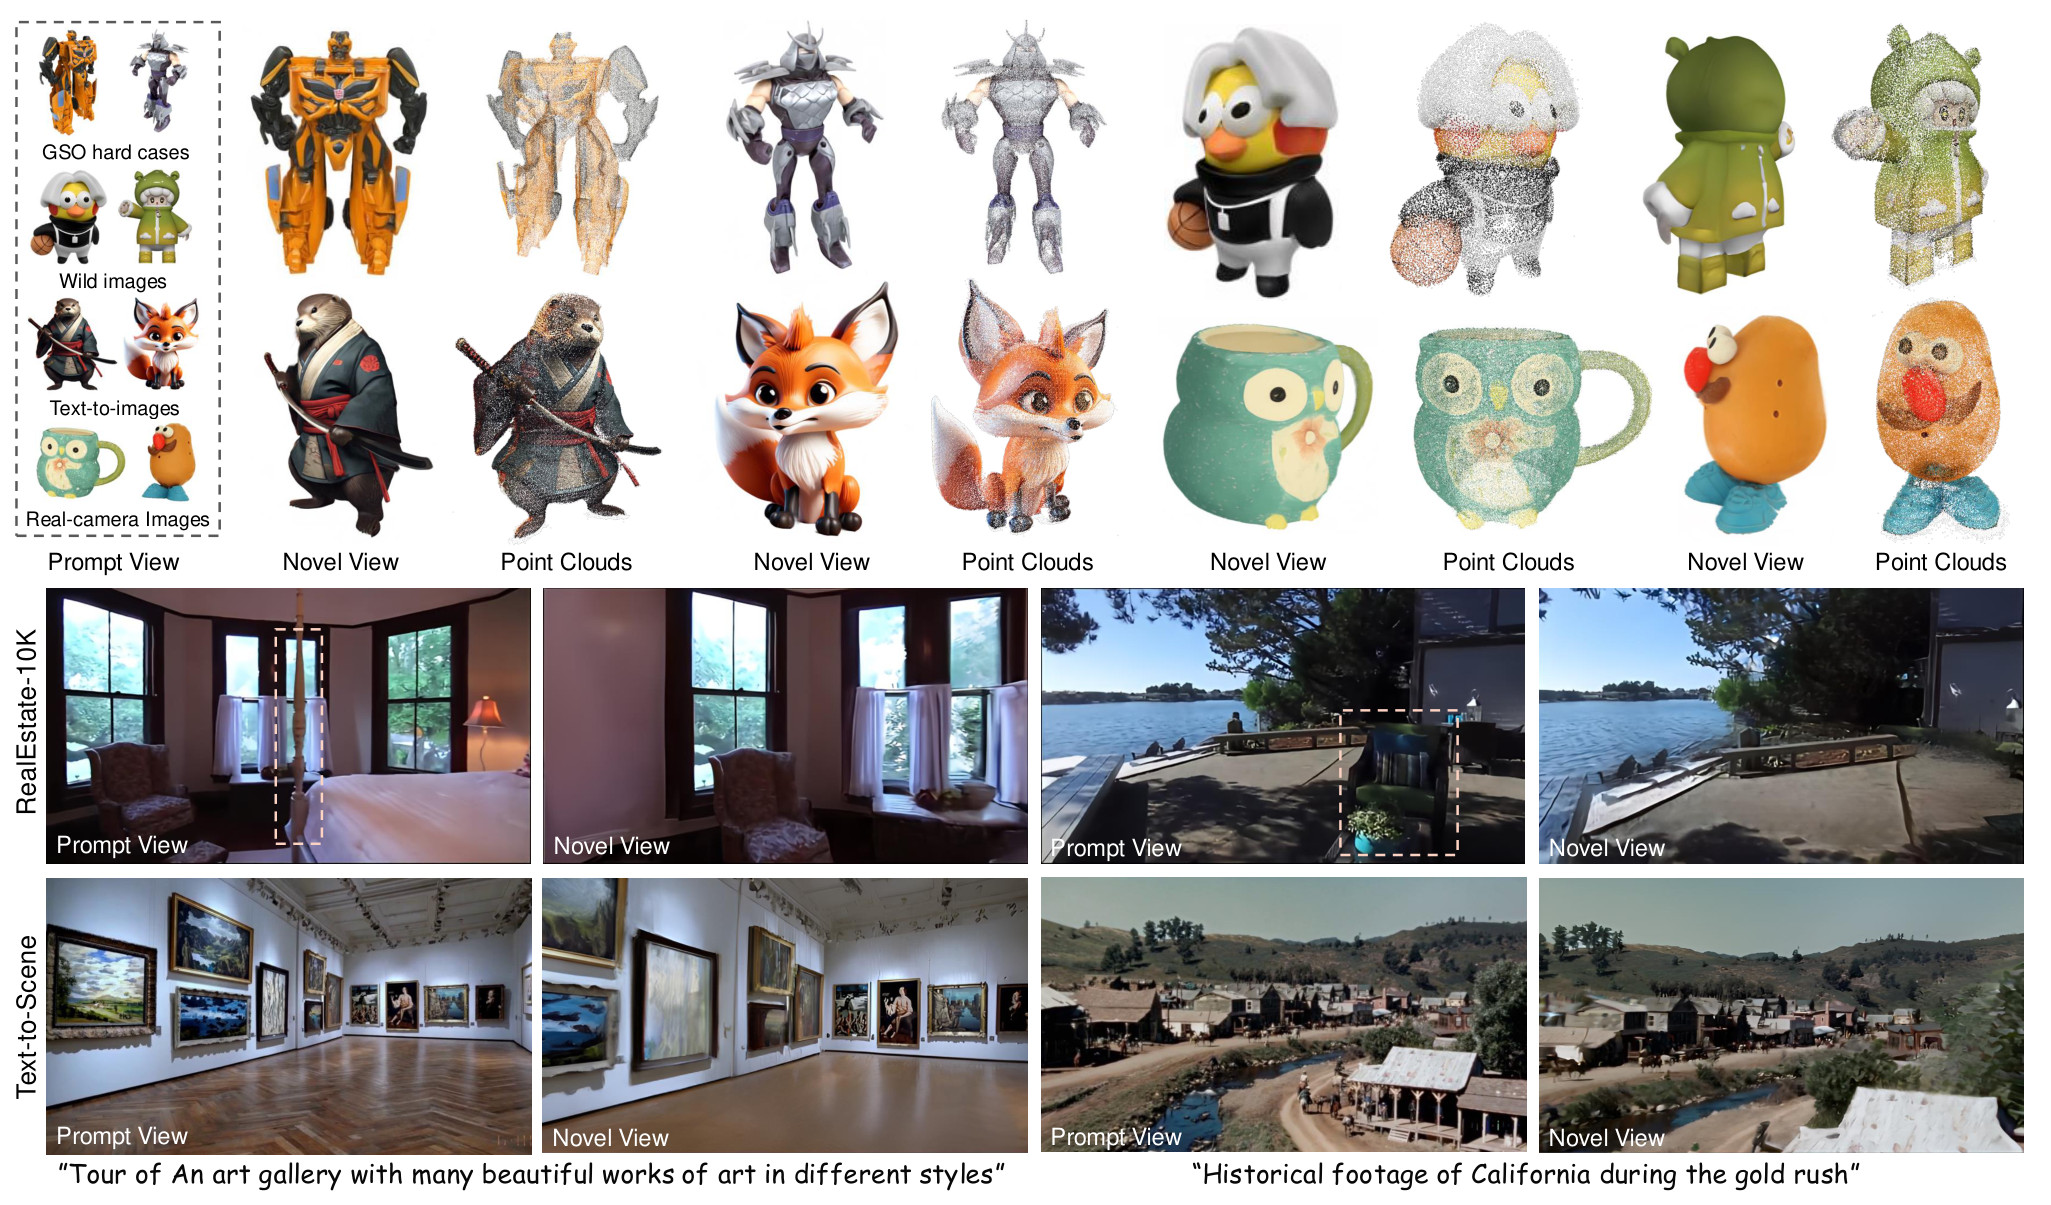 GSO hard cases
Wild images
Text-to-images
Real-camera Images
Prompt View
Novel View
Point Clouds
Novel View
Point Clouds
Novel View
Point Clouds
Novel View
Point Clouds
RealEstate-10K
Prompt View
Novel View
Prompt View
Novel View
Text-to-Scene
Prompt View
Novel View
Prompt View
Novel View
"Tour of An art gallery with many beautiful works of art in different styles"
“Historical footage of California during the gold rush”